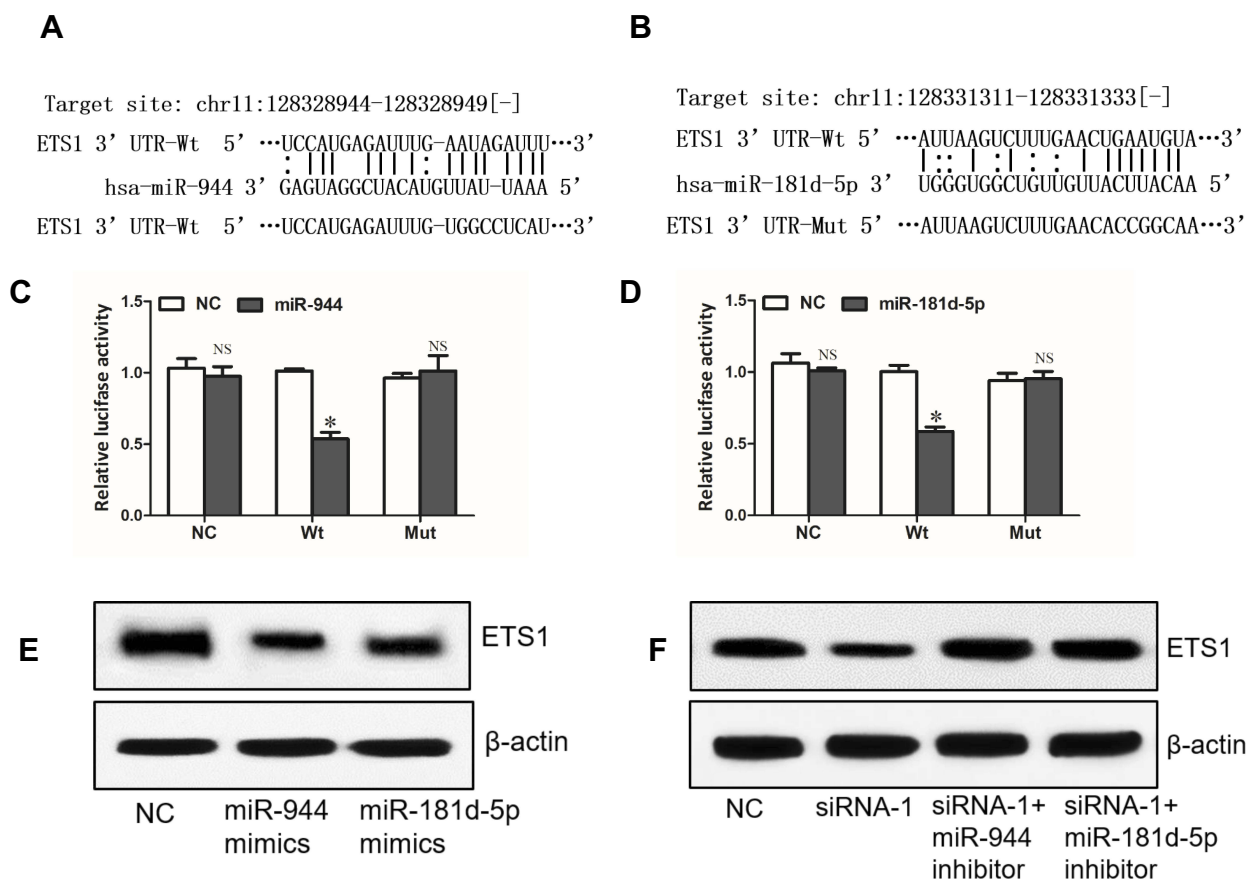 A
Target site: chr11:128328944-128328949[-]
ETS1 3' UTR-Wt 5' ···UCCAUGAGAUUUG-AAUAGAUUU···3'
hsa-miR-944 3' GAGUAGGCUACAUGUUAU-UAAA 5'
ETS1 3' UTR-Wt 5' ···UCCAUGAGAUUUG-UGGCCUCAU···3'
B
Target site: chr11:128331311-128331333[-]
ETS1 3' UTR-Wt 5' ···AUUAAGUCUUUGAACUGAAUGUA···3'
hsa-miR-181d-5p 3' UGGGUGGCUGUUGUUACUUACAA 5'
ETS1 3' UTR-Mut 5' ···AUUAAGUCUUUGAACACCGGCAA···3'
C
Relative lucifase activity
NC miR-944
1.5
1.0
0.5
0.0
NS
*
NS
NC Wt Mut
D
Relative lucifase activity
NC miR-181d-5p
1.5
1.0
0.5
0.0
NS
*
NS
NC Wt Mut
E
ETS1
β-actin
NC
miR-944
mimics
miR-181d-5p
mimics
F
ETS1
β-actin
NC
siRNA-1
siRNA-1+
miR-944
inhibitor
siRNA-1+
miR-181d-5p
inhibitor